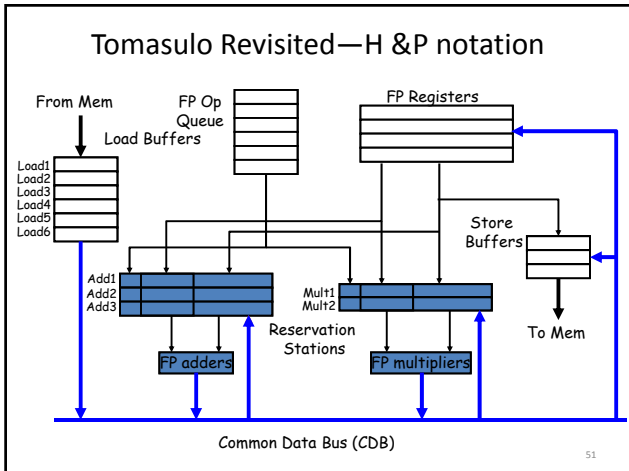 Tomasulo Revisited—H &P notation
From Mem
FP Op
Queue
FP Registers
Load Buffers
Load1
Load2
Load3
Load4
Load5
Load6
Store
Buffers
Add1
Add2
Add3
Mult1
Mult2
Reservation
Stations
To Mem
FP adders
FP multipliers
Common Data Bus (CDB)
51